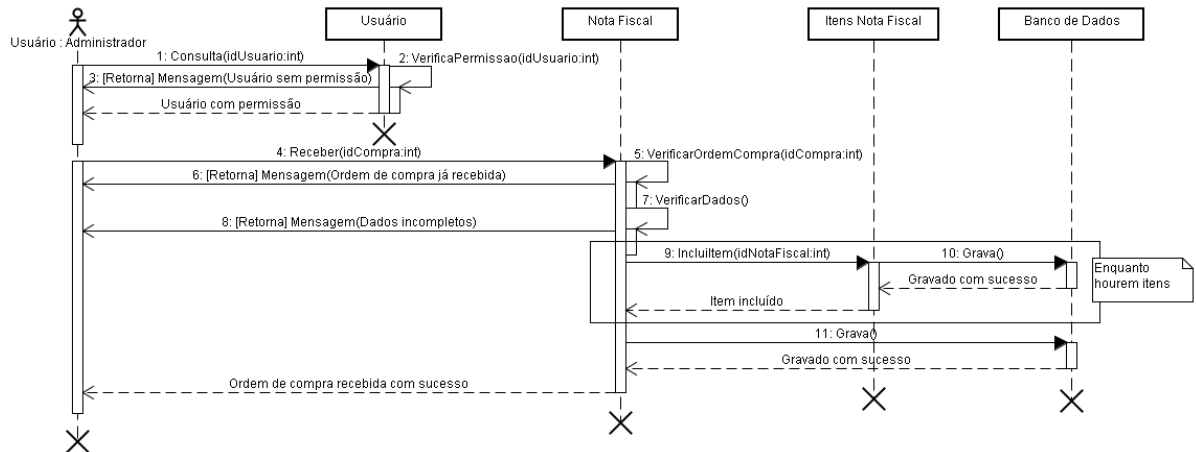 Usuário
Nota Fiscal
Itens Nota Fiscal
Banco de Dados
Usuário : Administrador
1: Consulta(idUsuario:int)
2: VerificaPermissao(idUsuario:int)
3: [Retorna] Mensagem(Usuário sem permissão)
Usuário com permissão
4: Receber(idCompra:int)
5: VerificarOrdemCompra(idCompra:int)
6: [Retorna] Mensagem(Ordem de compra já recebida)
7: VerificarDados()
8: [Retorna] Mensagem(Dados incompletos)
9: IncluiItem(idNotaFiscal:int)
10: Grava()
Enquanto
hourem itens
Gravado com sucesso
Item incluído
11: Grava()
Gravado com sucesso
Ordem de compra recebida com sucesso